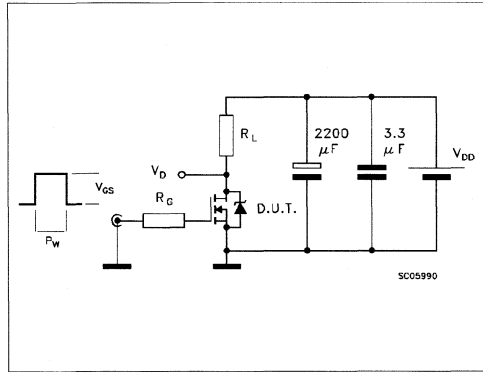 R_L
2200
μF
3.3
μF
V_DD
V_D
V_GS
R_G
D.U.T.
P_W
SC05990